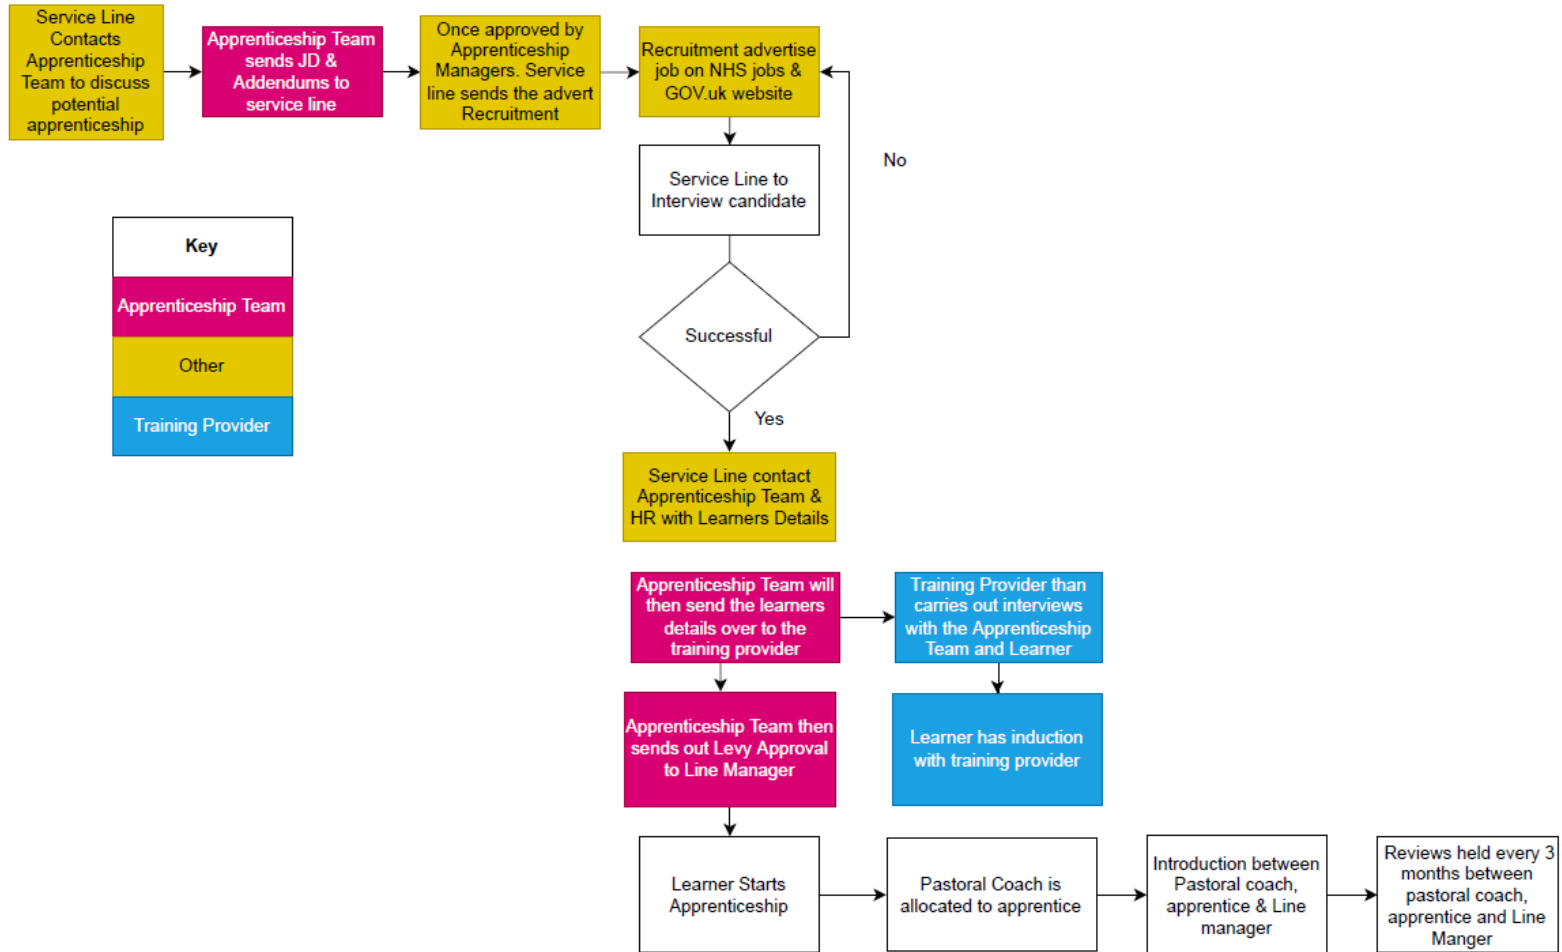 Service Line
Contacts
Apprenticeship
Team to discuss
potential
apprenticeship
Apprenticeship Team
sends JD &
Addendums to
service line
Once approved by
Apprenticeship
Managers. Service
line sends the advert
Recruitment
Recruitment advertise
job on NHS jobs &
GOV.uk website
No
Service Line to
Interview candidate
Key
Apprenticeship Team
Other
Training Provider
Successful
Yes
Service Line contact
Apprenticeship Team &
HR with Learners Details
Apprenticeship Team will
then send the learners
details over to the
training provider
Training Provider than
carries out interviews
with the Apprenticeship
Team and Learner
Apprenticeship Team then
sends out Levy Approval
to Line Manager
Learner has induction
with training provider
Learner Starts
Apprenticeship
Pastoral Coach is
allocated to apprentice
Introduction between
Pastoral coach,
apprentice & Line
manager
Reviews held every 3
months between
pastoral coach,
apprentice and Line
Manger